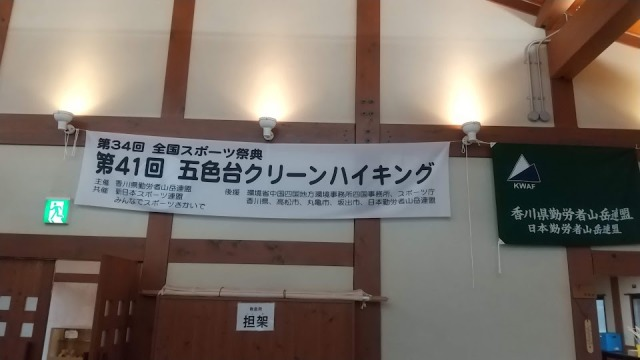 第34回 全国スポーツ祭典
第41回 五色台クリーンハイキング
主催 香川県勤労者山岳連盟
共催 新日本スポーツ連盟
みんなでスポーツさかいで
後援 環境省中国四国地方環境事務所四国事務所、スポーツ庁
香川県、高松市、丸亀市、坂出市、日本勤労者山岳連盟
KWAF
香川県勤労者山岳連盟
日本勤労者山岳連盟
担架